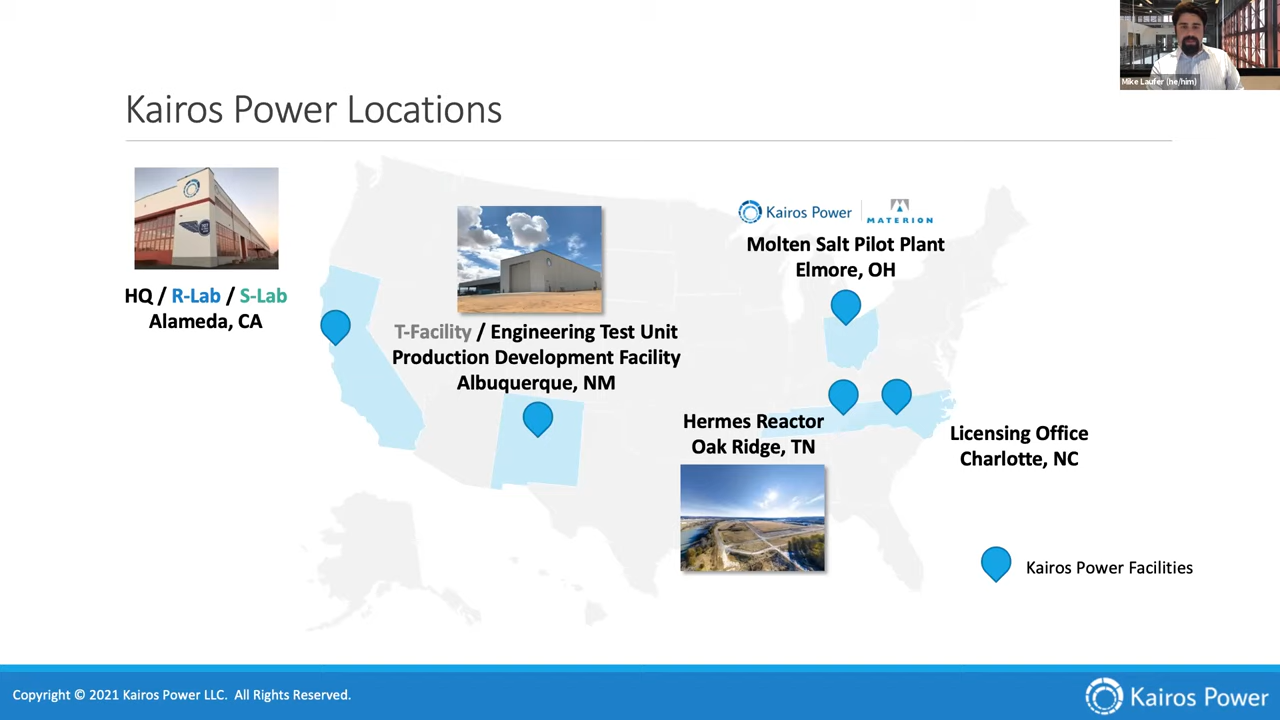 Mike Laufer (he/him)
Kairos Power Locations
HQ / R-Lab / S-Lab
Alameda, CA
T-Facility / Engineering Test Unit
Production Development Facility
Albuquerque, NM
Kairos Power
MATERION
Molten Salt Pilot Plant
Elmore, OH
Hermes Reactor
Oak Ridge, TN
Licensing Office
Charlotte, NC
Kairos Power Facilities
Copyright © 2021 Kairos Power LLC. All Rights Reserved.
Kairos Power